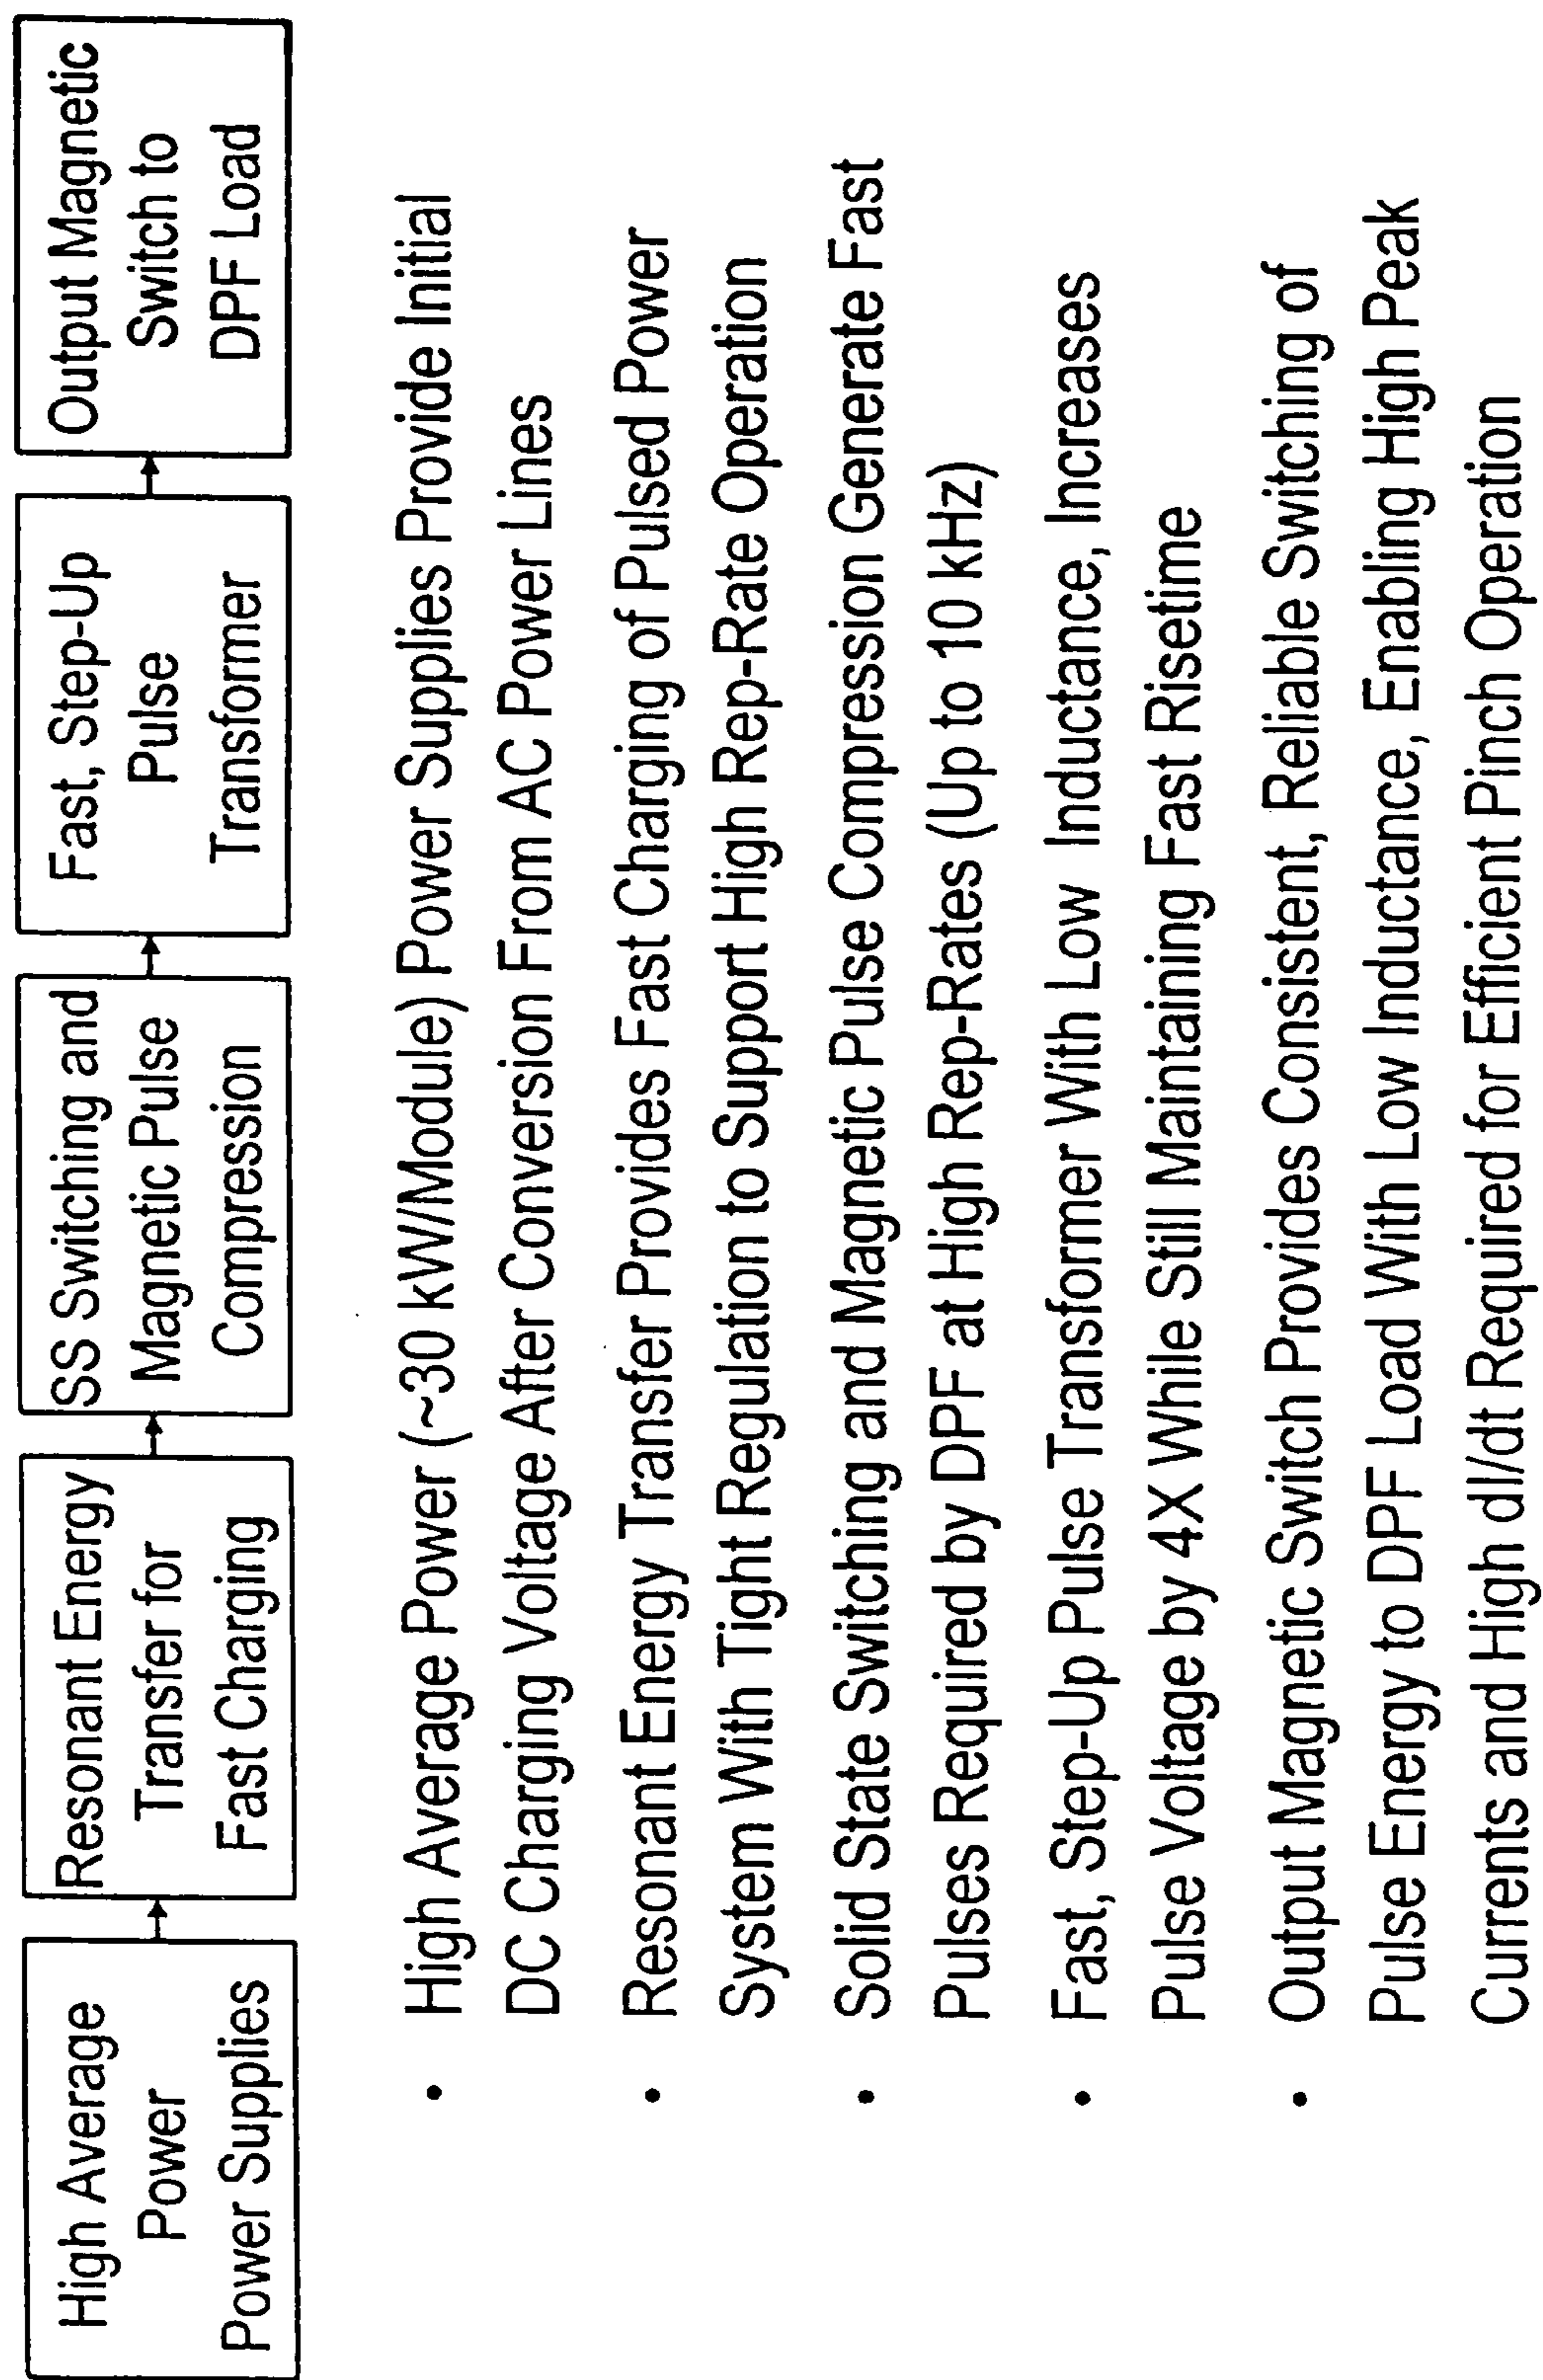 High Average
Power
Power Supplies
Resonant Energy
Transfer for
Fast Charging
SS Switching and
Magnetic Pulse
Compression
Fast, Step-Up
Pulse
Transformer
Output Magnetic
Switch to
DPF Load
• High Average Power (~30 kW/Module) Power Supplies Provide Initial
DC Charging Voltage After Conversion From AC Power Lines
• Resonant Energy Transfer Provides Fast Charging of Pulsed Power
System With Tight Regulation to Support High Rep-Rate Operation
• Solid State Switching and Magnetic Pulse Compression Generate Fast
Pulses Required by DPF at High Rep-Rates (Up to 10 kHz)
• Fast, Step-Up Pulse Transformer With Low Inductance, Increases
Pulse Voltage by 4X While Still Maintaining Fast Risetime
• Output Magnetic Switch Provides Consistent, Reliable Switching of
Pulse Energy to DPF Load With Low Inductance, Enabling High Peak
Currents and High dI/dt Required for Efficient Pinch Operation